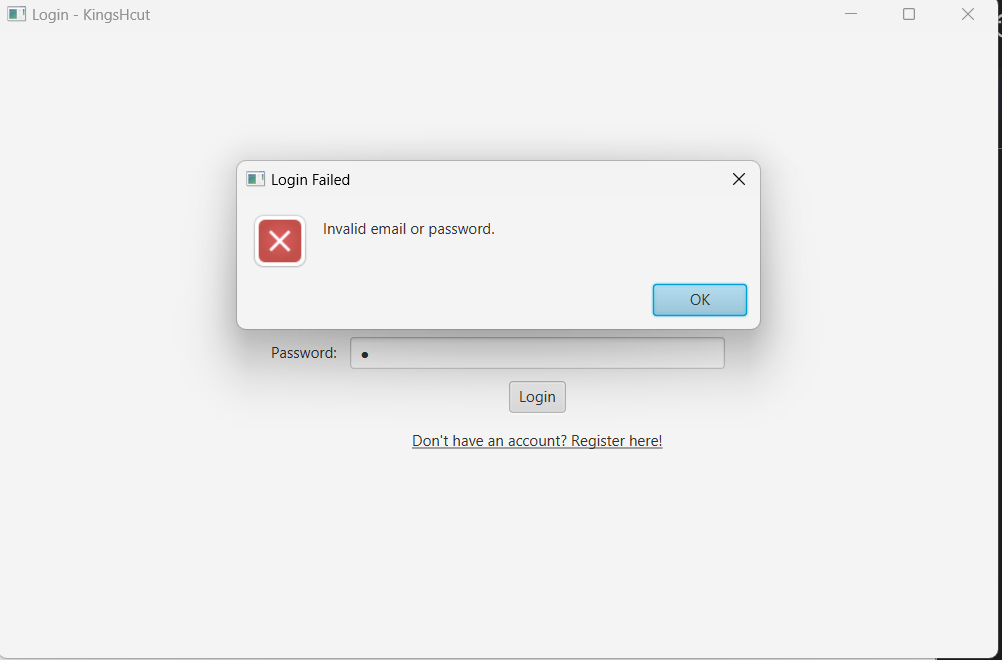 Login - KingsHcut
Login Failed
Invalid email or password.
OK
Password:
Login
Don't have an account? Register here!